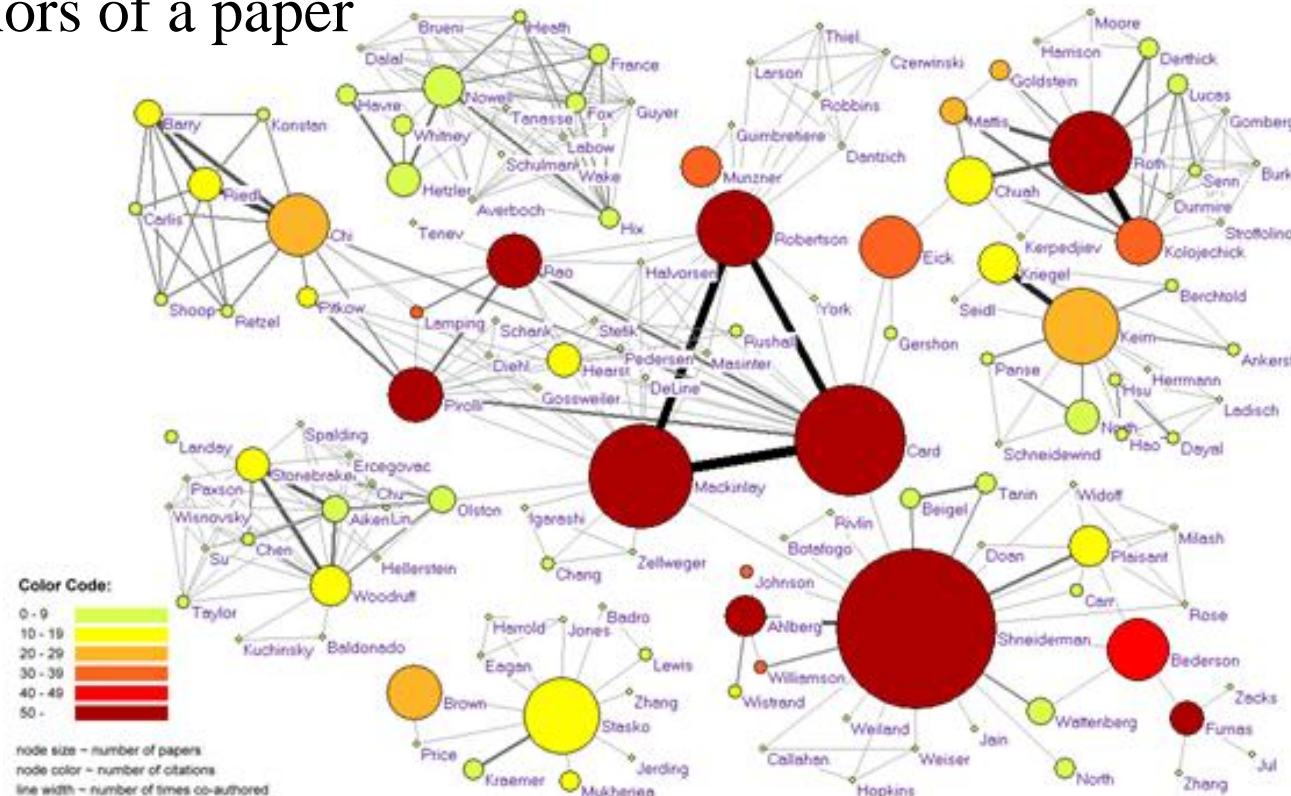 ors of a paper
Brueni
Heath
Moore
Thiel
Harrison
Dalal
France
Czerwinski
Derthick
Larson
Goldstein
Havre
Nowell
Lucas
Robbins
Fox
Guyer
Tanasse
Barry
Konstan
Mattis
Gomberg
Whitney
Guimbretiere
Labow
Dantzich
Schulman
Roth
Munzner
Wake
Senn
Burk
Hetzler
Riedl
Chuah
Averboch
Dunmire
Carlis
Hix
Tenev
Stroffolino
Chi
Robertson
Kerpedjiev
Kolojechick
Eick
Rao
Halvorsen
Kriegel
Berchtold
Shoop
Pitkow
York
Seidl
Retzel
Lamping
Schank
Stefik
Rushall
Keim
Gershon
Pedersen
Masinter
Ankerst
Diehl
Hearst
Panse
Herrmann
DeLine
Hsu
Gossweiler
Pirolli
Ladisch
North
Spalding
Hao
Dayal
Landay
Card
Schneidewind
Ercegovac
Stonebraker
Mackinlay
Paxson
Chu
Tanin
Widoff
Olston
Beigel
Wisnovsky
Aiken
Lin
Igarashi
Rivlin
Milash
Chen
Botafogo
Doan
Plaisant
Su
Zellweger
Hellerstein
Chang
Johnson
Color Code:
Woodruff
Carr
0 - 9
Taylor
Rose
10 - 19
Badro
Harrold
Jones
Ahlberg
20 - 29
Shneiderman
Kuchinsky
Baldonado
30 - 39
Eagan
Lewis
Bederson
40 - 49
Williamson
50 -
Brown
Zhang
Wistrand
Zacks
Stasko
Wattenberg
Furnas
Weiland
Jain
node size ~ number of papers
Price
Callahan
Weiser
Jerding
Jul
node color ~ number of citations
Kraemer
North
Zhang
line width ~ number of times co-authored
Mukherjea
Hopkins